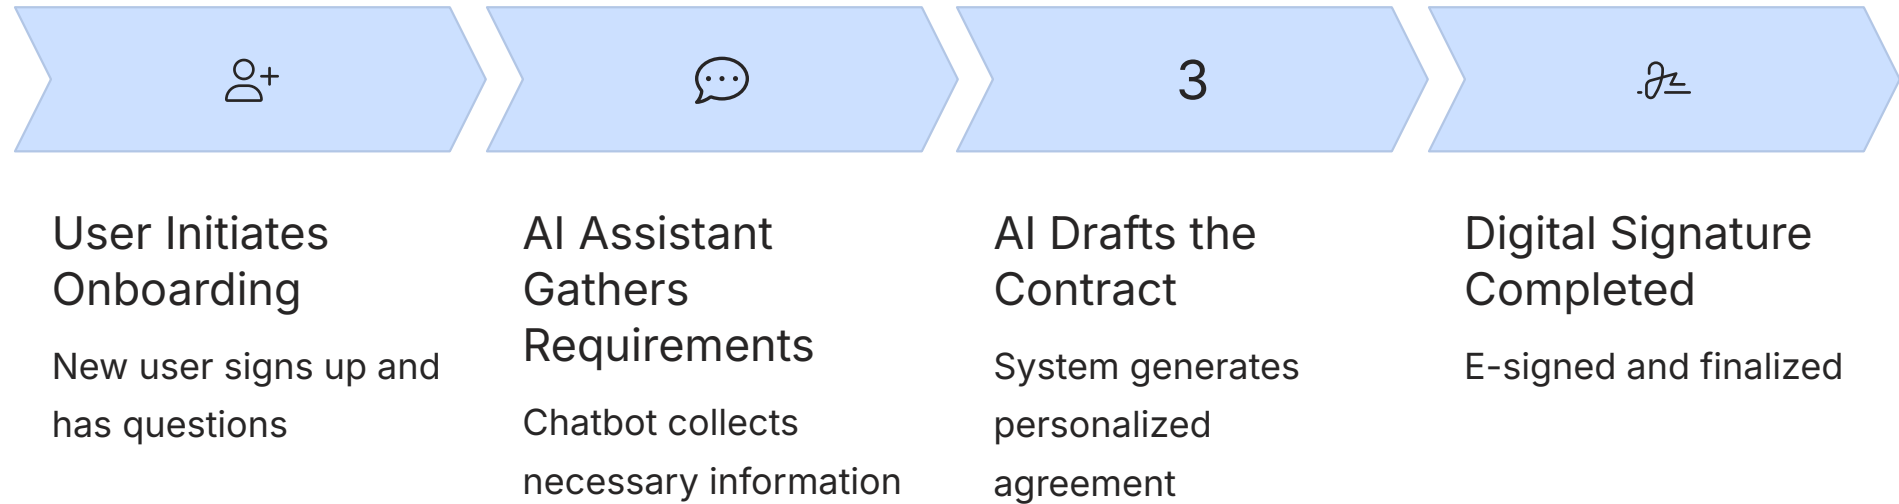 3
User Initiates
Onboarding
New user signs up and
has questions
AI Assistant
Gathers
Requirements
Chatbot collects
necessary information
AI Drafts the
Contract
System generates
personalized
agreement
Digital Signature
Completed
E-signed and finalized